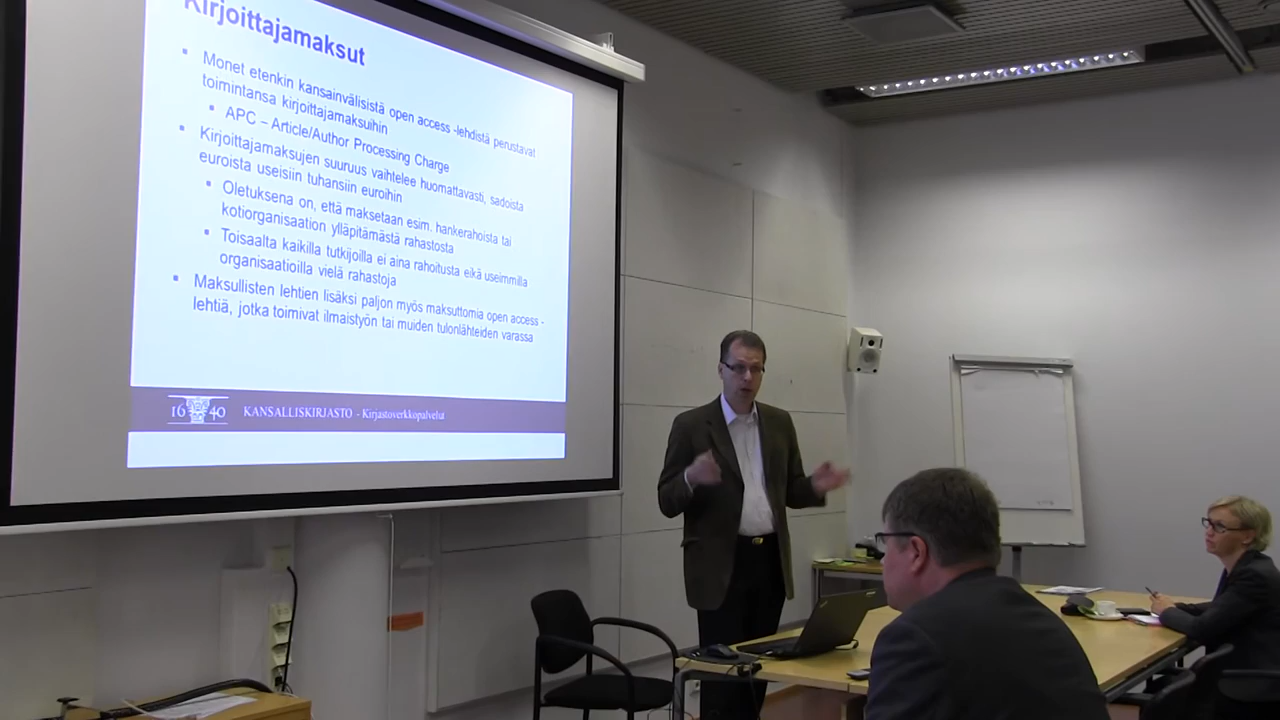 Kirjoittajamaksut
Monet etenkin kansainvälisistä open access -lehdistä perustavat
toimintansa kirjoittajamaksuihin
APC – Article/Author Processing Charge
Kirjoittajamaksujen suuruus vaihtelee huomattavasti, sadoista
euroista useisiin tuhansiin euroihin
Oletuksena on, että maksetaan esim. hankerahoista tai
kotiorganisaation ylläpitämästä rahastosta
Toisaalta kaikilla tutkijoilla ei aina rahoitusta eikä useimmilla
organisaatioilla vielä rahastoja
Maksullisten lehtien lisäksi paljon myös maksuttomia open access -
lehtiä, jotka toimivat ilmaistyön tai muiden tulonlähteiden varassa
1640 KANSALLISKIRJASTO - Kirjastoverkkopalvelut